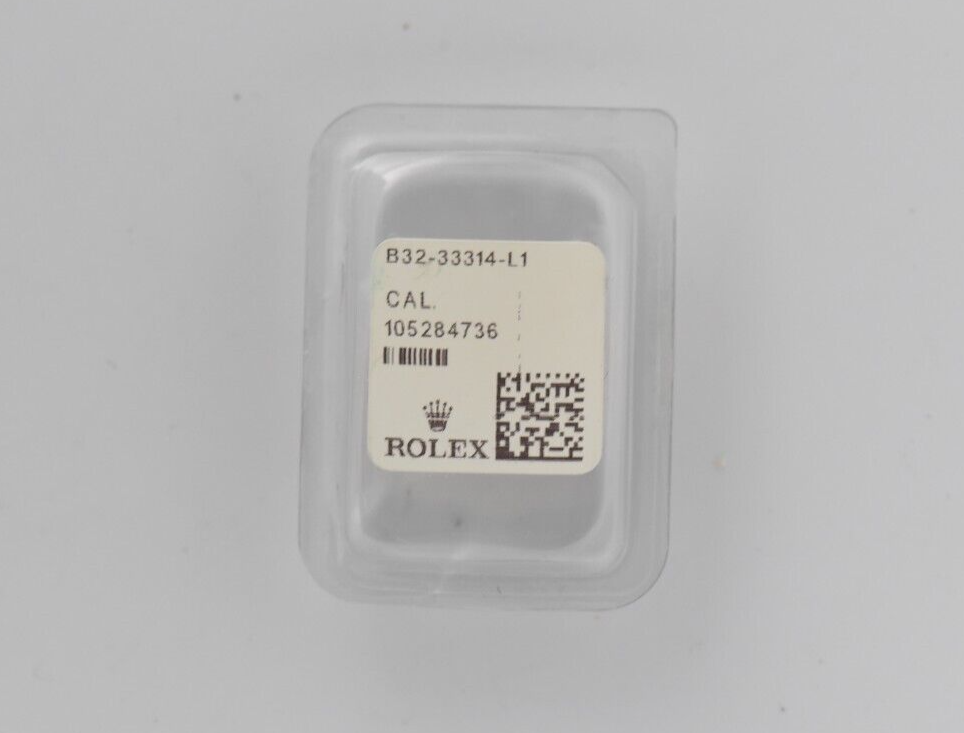 B32-33314-L1
CAL.
105284736
ROLEX